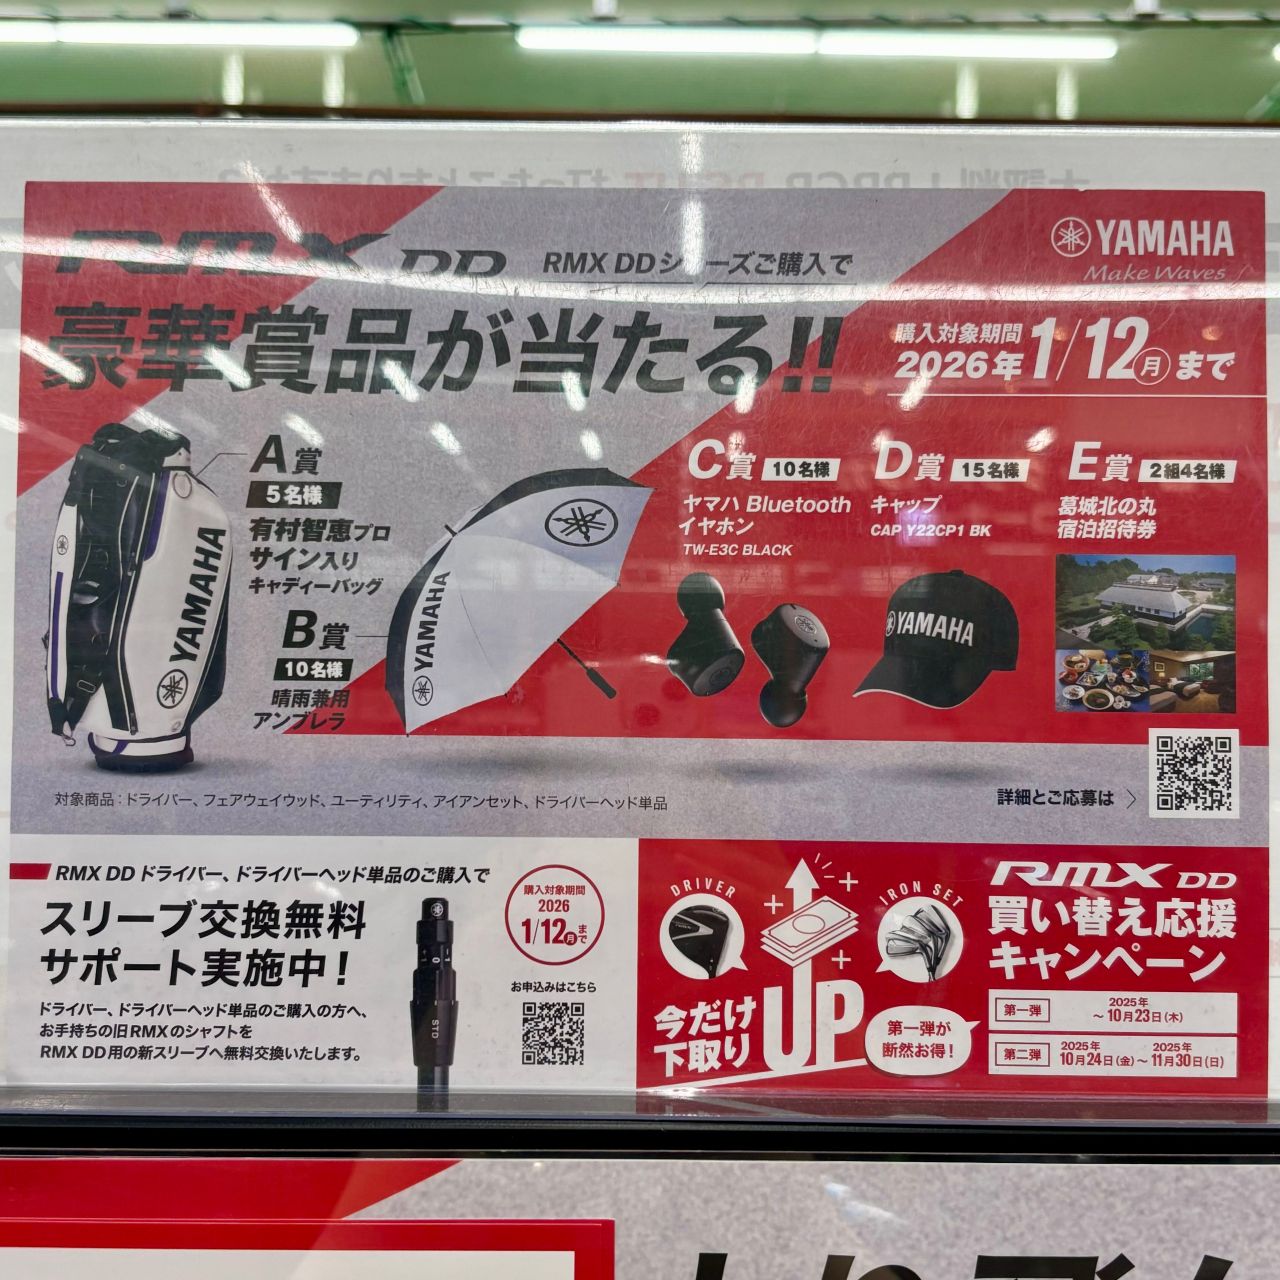 RMX DD RMX DDシリーズご購入で
豪華賞品が当たる!!
YAMAHA
Make Waves
購入対象期間
2026年 1/12(月)まで
A賞
5名様
有村智恵プロ
サイン入り
キャディーバッグ
B賞
10名様
晴雨兼用
アンブレラ
C賞 10名様
ヤマハ Bluetooth
イヤホン
TW-E3C BLACK
D賞 15名様
キャップ
CAP Y22CP1 BK
E賞 2組4名様
葛城北の丸
宿泊招待券
YAMAHA
YAMAHA
YAMAHA
対象商品：ドライバー、フェアウェイウッド、ユーティリティ、アイアンセット、ドライバーヘッド単品
詳細とご応募は
RMX DD ドライバー、ドライバーヘッド単品のご購入で
スリーブ交換無料
サポート実施中！
ドライバー、ドライバーヘッド単品のご購入の方へ、
お手持ちの旧RMXのシャフトを
RMX DD用の新スリーブへ無料交換いたします。
1 0 1
STD
購入対象期間
2026
1/12(月)まで
お申込みはこちら
DRIVER
IRON SET
今だけ
下取り UP
第一弾が
断然お得！
RMX DD
買い替え応援
キャンペーン
第一弾 2025年 〜10月23日(木)
第二弾 2025年 10月24日(金)〜 2025年 11月30日(日)